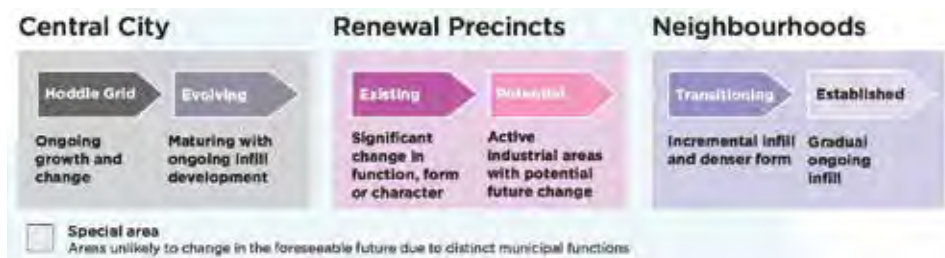 Central City
Renewal Precincts
Neighbourhoods
Hoddle Grid
Evolving
Existing
Potential
Transitioning
Established
Ongoing
growth and
change
Maturing with
ongoing infill
development
Significant
change in
function, form
or character
Active
industrial areas
with potential
future change
Incremental infill
and denser form
Gradual
ongoing
infill
Special area
Areas unlikely to change in the foreseeable future due to distinct municipal functions